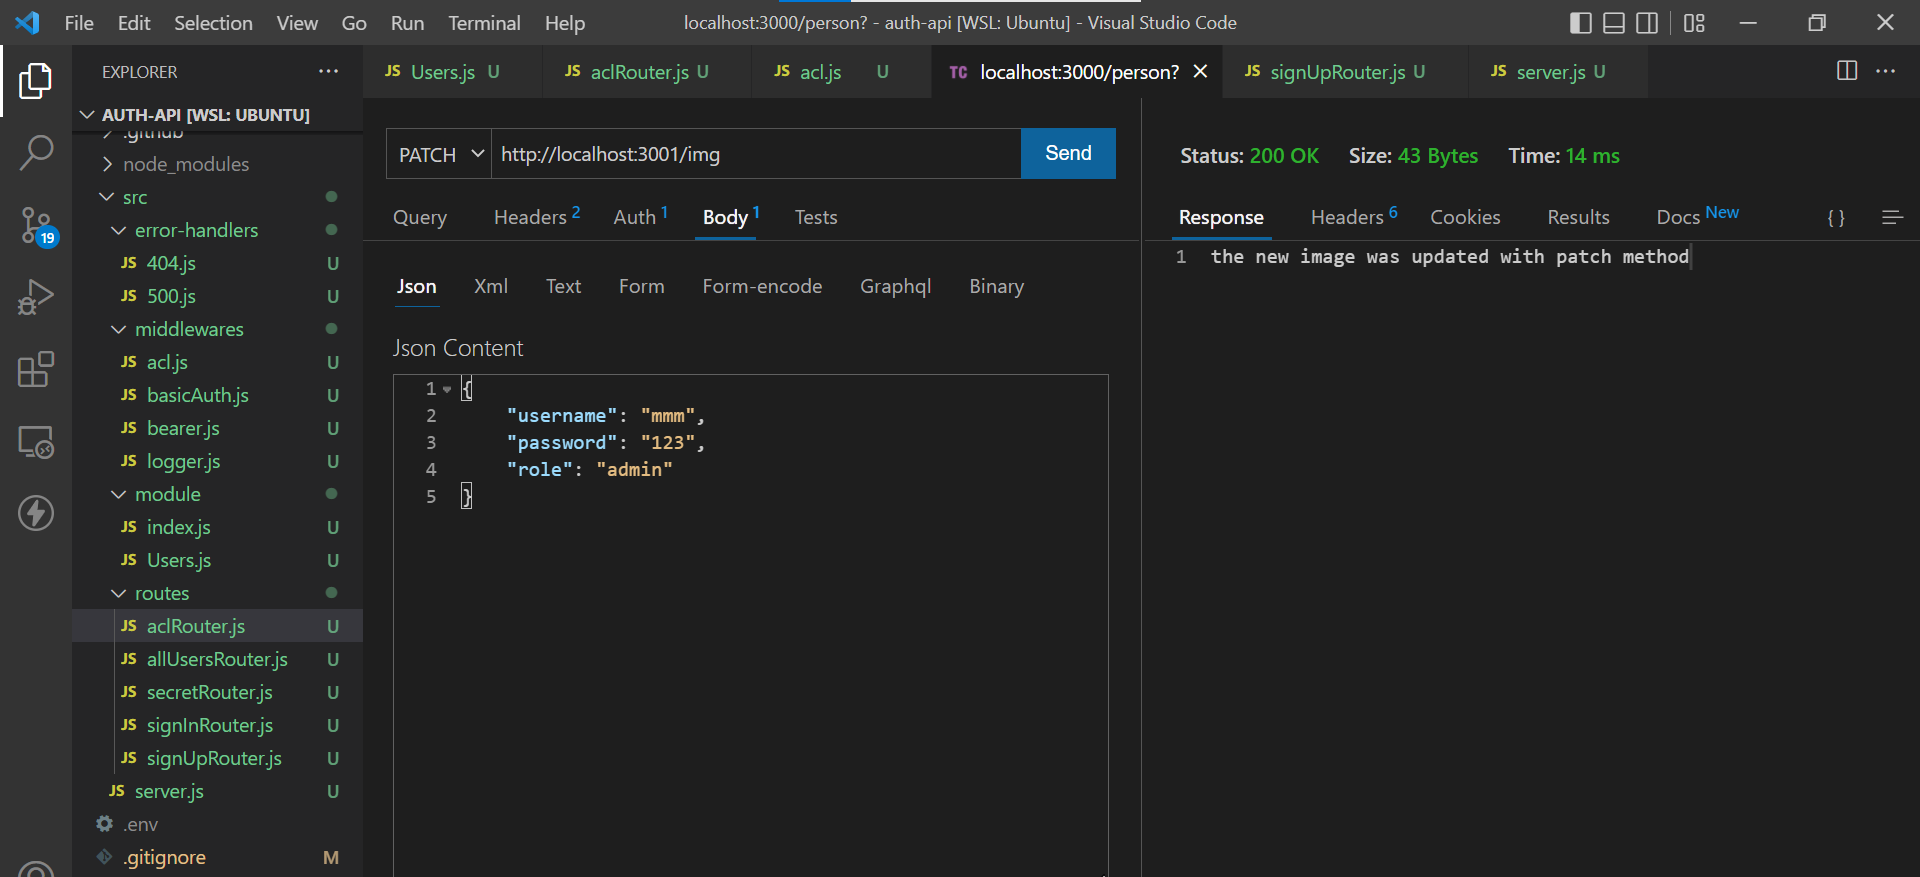 File Edit Selection View Go Run Terminal Help
localhost:3000/person? - auth-api [WSL: Ubuntu] - Visual Studio Code
EXPLORER ···
AUTH-API [WSL: UBUNTU]
.github
node_modules
src
error-handlers
JS 404.js U
JS 500.js U
middlewares
JS acl.js U
JS basicAuth.js U
JS bearer.js U
JS logger.js U
module
JS index.js U
JS Users.js U
routes
JS aclRouter.js U
JS allUsersRouter.js U
JS secretRouter.js U
JS signInRouter.js U
JS signUpRouter.js U
JS server.js U
.env
.gitignore M
19
JS Users.js U
JS aclRouter.js U
JS acl.js U
TC localhost:3000/person?
JS signUpRouter.js U
JS server.js U
PATCH http://localhost:3001/img Send
Query Headers 2 Auth 1 Body 1 Tests
Json Xml Text Form Form-encode Graphql Binary
Json Content
1 {
2 "username": "mmm",
3 "password": "123",
4 "role": "admin"
5 }
Status: 200 OK Size: 43 Bytes Time: 14 ms
Response Headers 6 Cookies Results Docs New {}
1 the new image was updated with patch method